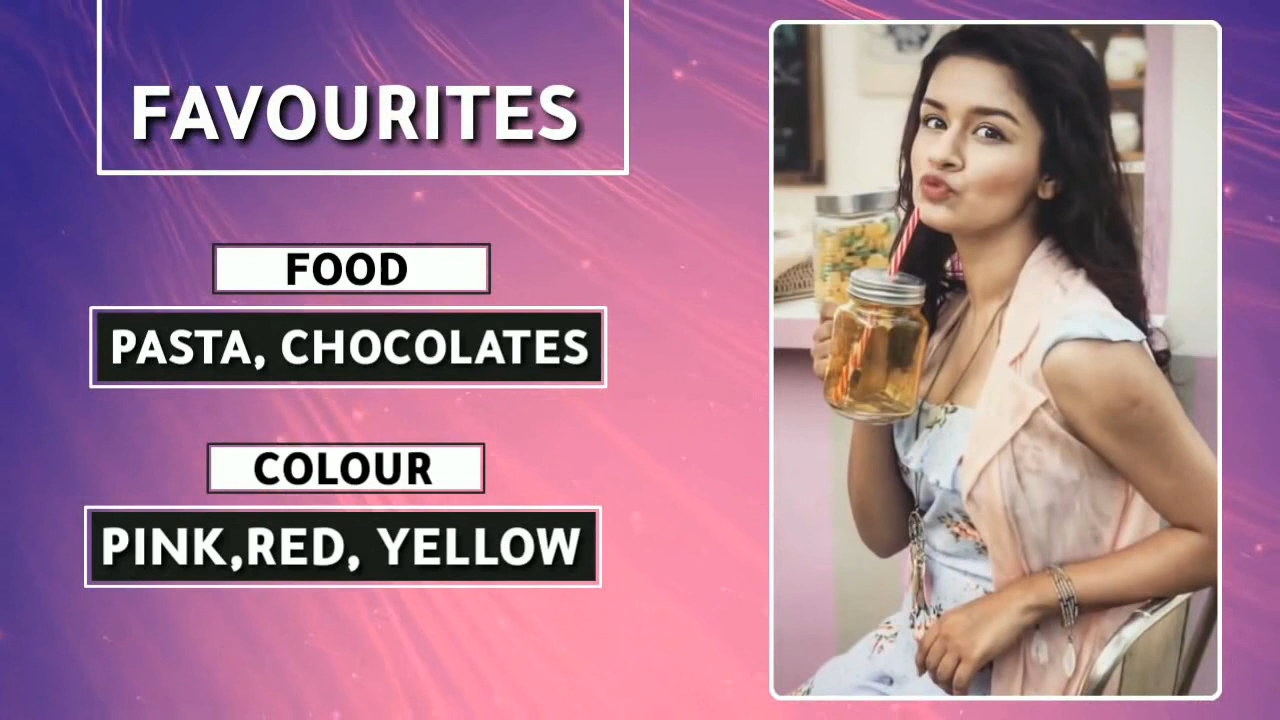 FAVOURITES
FOOD
PASTA, CHOCOLATES
COLOUR
PINK,RED, YELLOW